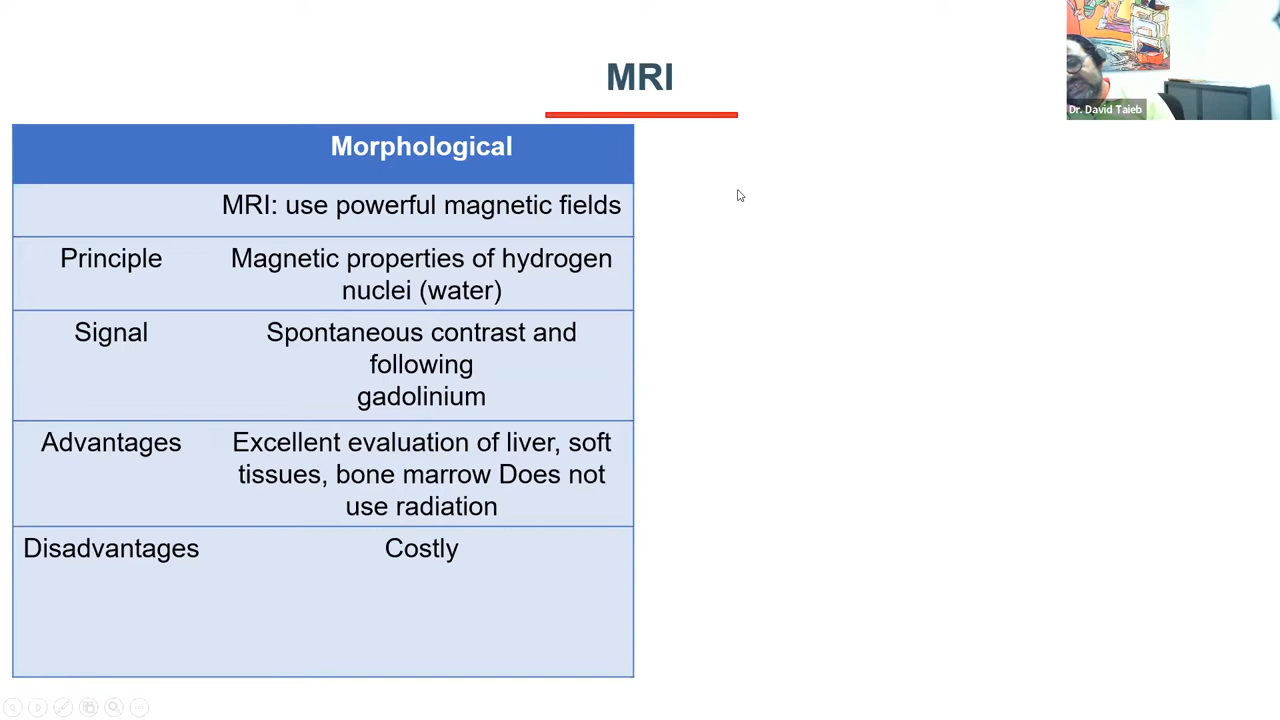 MRI
Dr. David Taieb
Morphological
MRI: use powerful magnetic fields
Principle
Magnetic properties of hydrogen
nuclei (water)
Signal
Spontaneous contrast and
following
gadolinium
Advantages
Excellent evaluation of liver, soft
tissues, bone marrow Does not
use radiation
Disadvantages
Costly